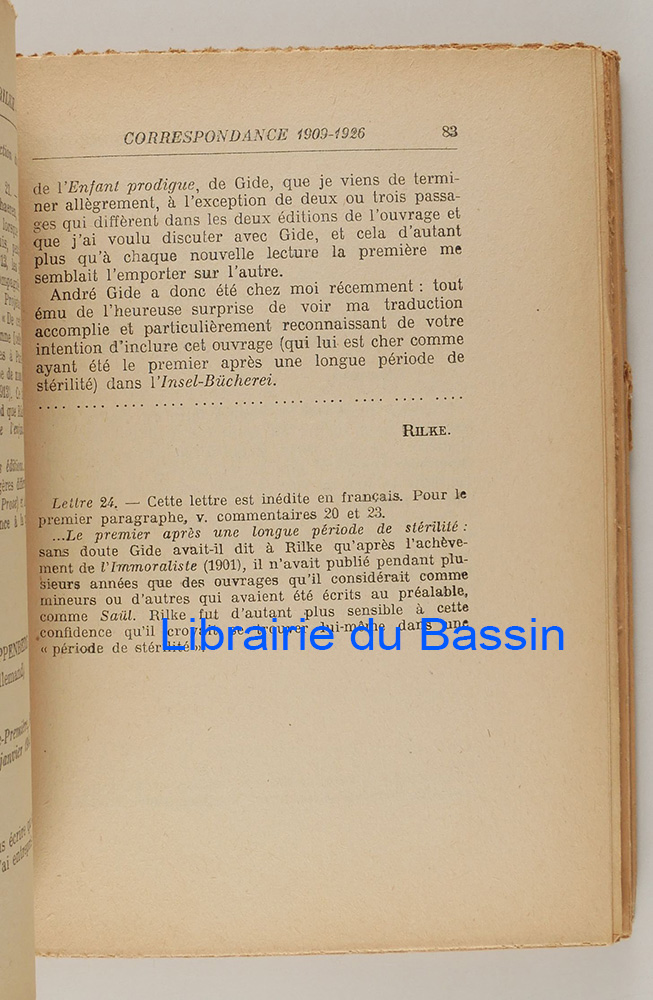 CORRESPONDANCE 1909-1926 83
de l'Enfant prodigue, de Gide, que je viens de termi-
ner allègrement, à l'exception de deux ou trois passa-
ges qui diffèrent dans les deux éditions de l'ouvrage et
que j'ai voulu discuter avec Gide, et cela d'autant
plus qu'à chaque nouvelle lecture la première me
semblait l'emporter sur l'autre.
André Gide a donc été chez moi récemment : tout
ému de l'heureuse surprise de voir ma traduction
accomplie et particulièrement reconnaissant de votre
intention d'inclure cet ouvrage (qui lui est cher comme
ayant été le premier après une longue période de
stérilité) dans l'Insel-Bücherei.
RILKE.
Lettre 24. — Cette lettre est inédite en français. Pour le
premier paragraphe, v. commentaires 20 et 23.
...Le premier après une longue période de stérilité :
sans doute Gide avait-il dit à Rilke qu'après l'achève-
ment de l'Immoraliste (1901), il n'avait publié pendant plu-
sieurs années que des ouvrages qu'il considérait comme
mineurs ou d'autres qui avaient été écrits au préalable,
comme Saül. Rilke fut d'autant plus sensible à cette
confidence qu'il croyait se trouver lui-même dans une
« période de stérilité ».
Librairie du Bassin